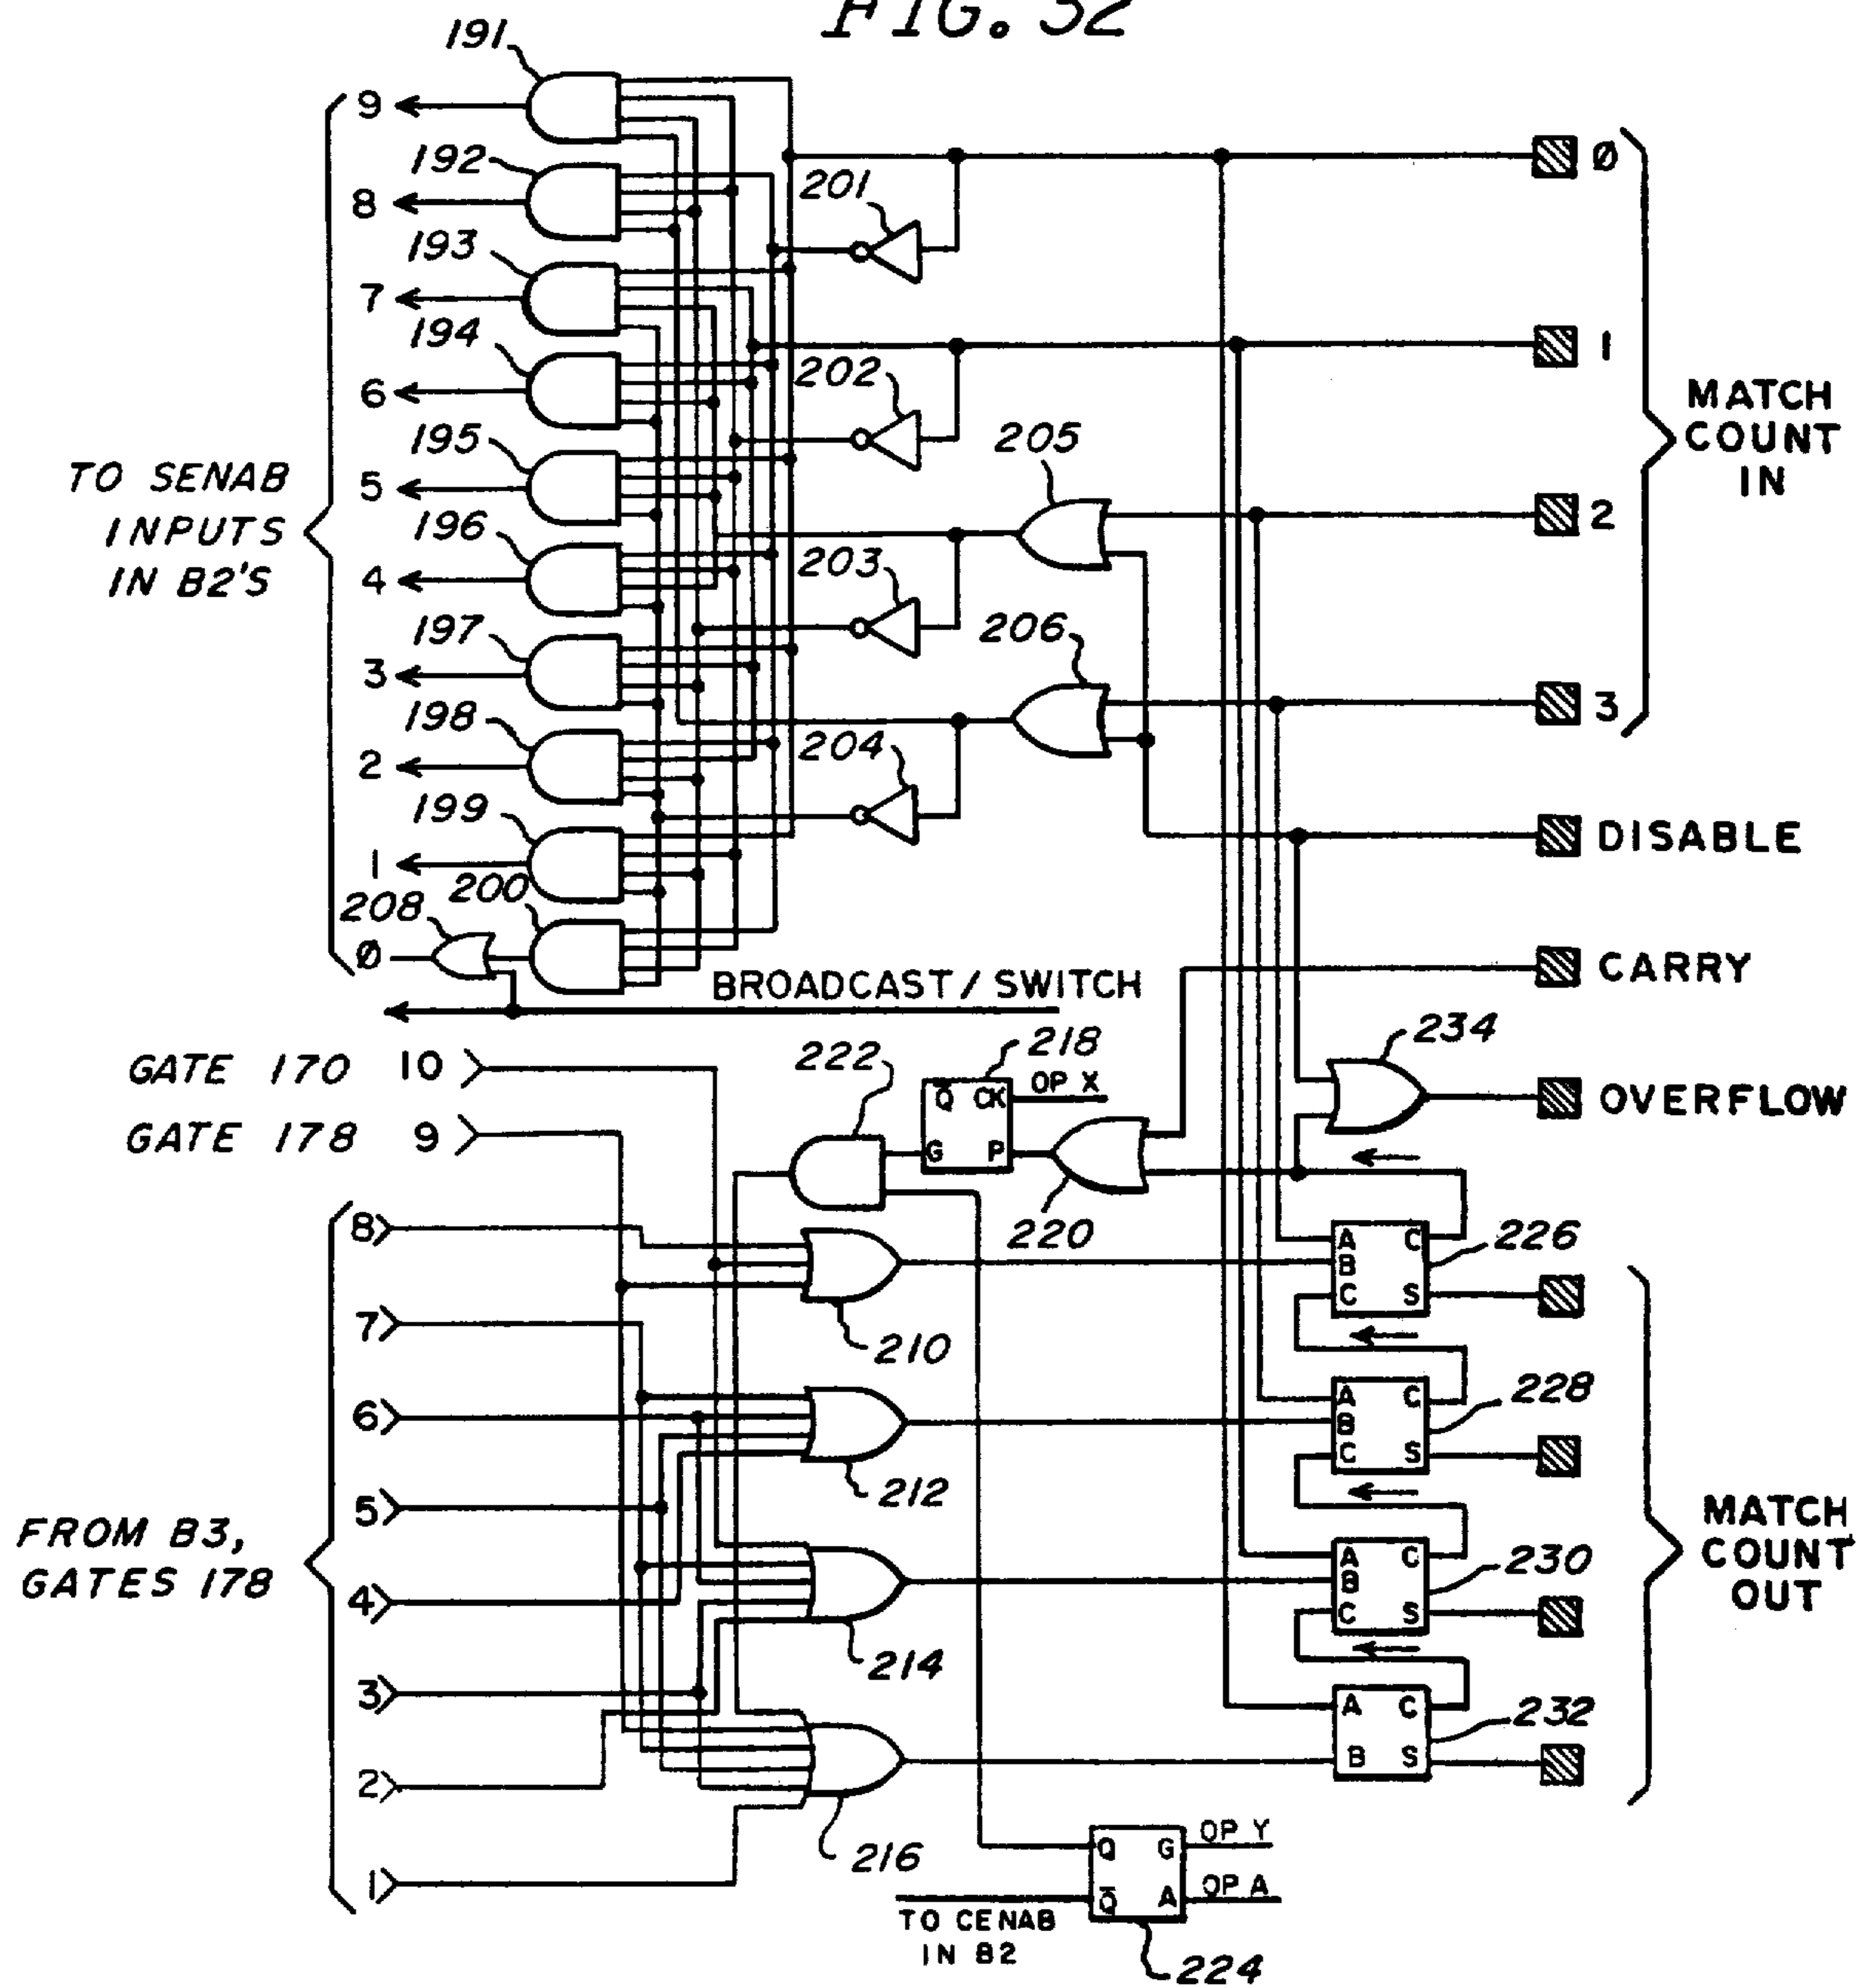 FIG. 32
191
9
192
8
193
7
194
6
195
5
196
4
197
3
198
2
199
1
200
208
Ø
TO SENAB
INPUTS
IN B2'S
201
202
203
204
205
206
Ø
1
2
3
MATCH
COUNT
IN
DISABLE
CARRY
OVERFLOW
BROADCAST / SWITCH
GATE 170 10
GATE 178 9
222
218
Q̅ CK
OP X
G P
220
234
8
7
6
5
4
3
2
1
FROM B3,
GATES 178
210
212
214
216
A C
B
C S
226
A C
B
C S
228
A C
B
C S
230
A C
B S
232
MATCH
COUNT
OUT
Q G
OP Y
Q̅ A
OP A
TO CENAB
IN B2
224